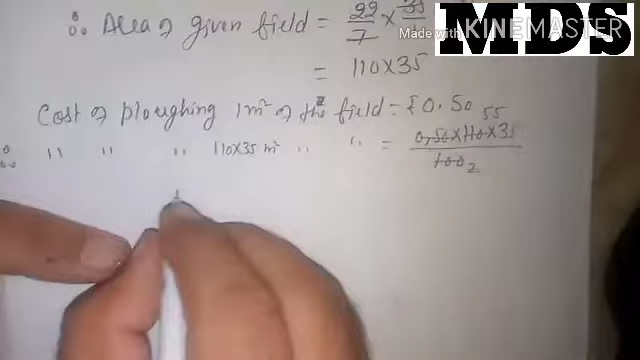 ∴ Area of given field = 22/7 × 35
Made with KINEMASTER
MDS
= 110×35
Cost of ploughing 1m² of the field = ₹0.50
∴ " " " 110×35 m² " " = 0.50×110×35/100 55 2